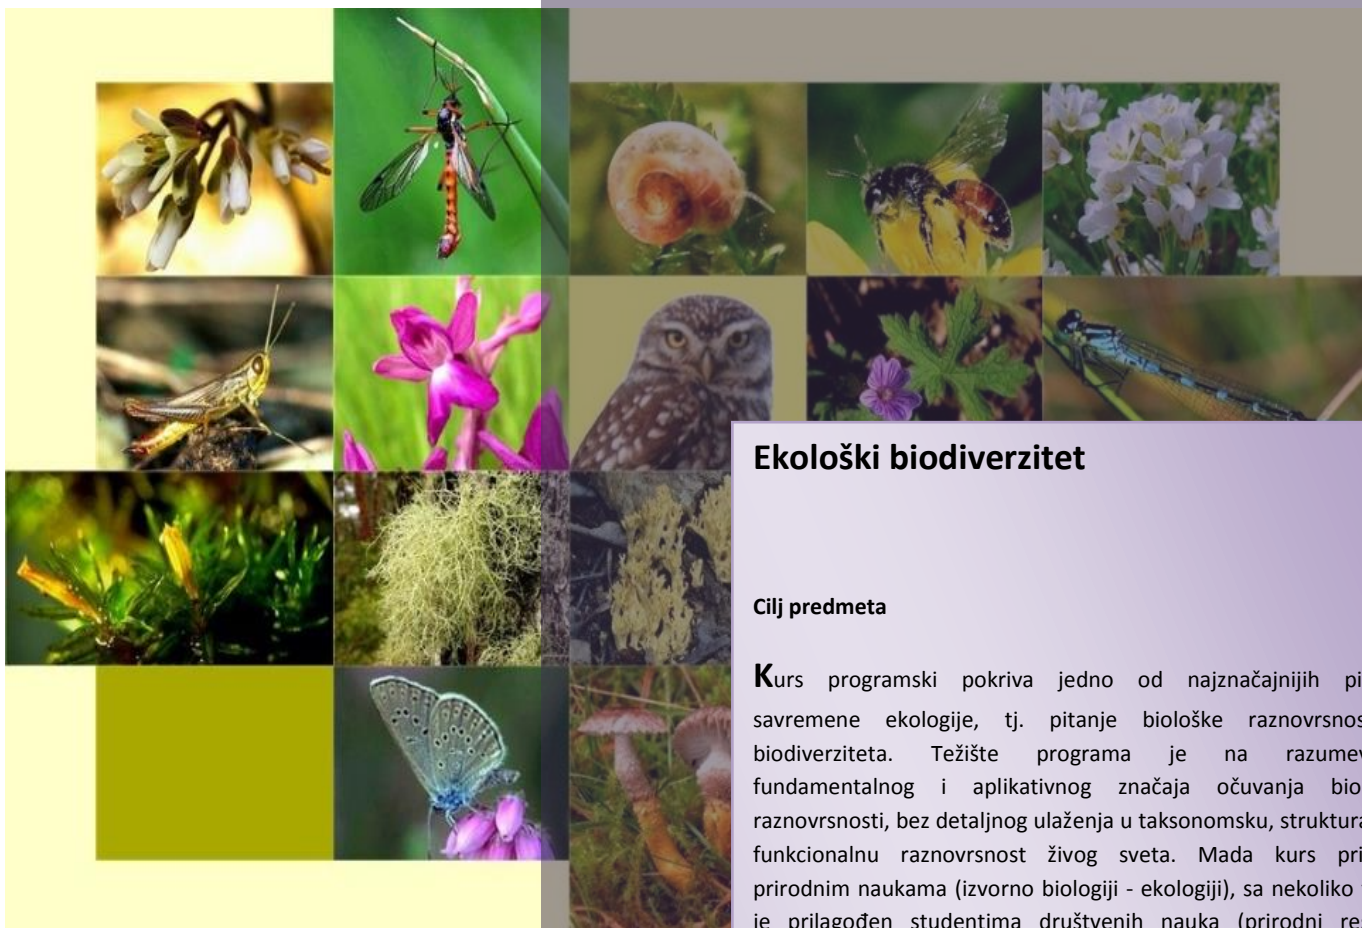 Ekološki biodiverzitet
Cilj predmeta
Kurs programski pokriva jedno od najznačajnijih
savremene ekologije, tj. pitanje biološke
biodiverziteta. Težište programa je na
fundamentalnog i aplikativnog značaja očuvanja
raznovrsnosti, bez detaljnog ulaženja u taksonomsku,
funkcionalnu raznovrsnost živog sveta. Mada kurs
prirodnim naukama (izvorno biologiji - ekologiji), sa nekoliko
je prilagođen studentima društvenih nauka (prirodni